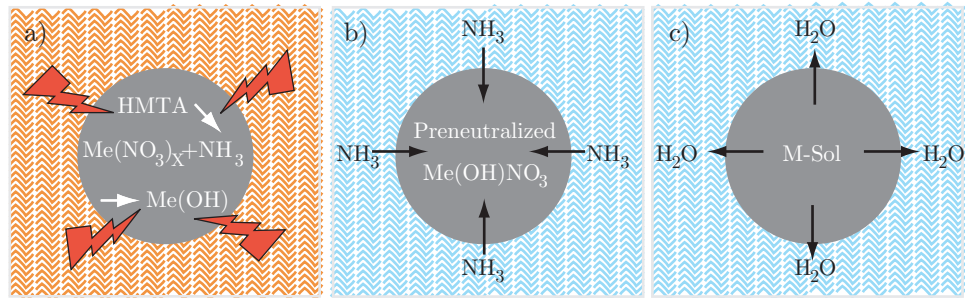 a)
HMTA
Me(NO₃)ₓ+NH₃
Me(OH)
b)
NH₃
Preneutralized
NH₃ NH₃
Me(OH)NO₃
NH₃
c)
H₂O
H₂O M-Sol H₂O
H₂O